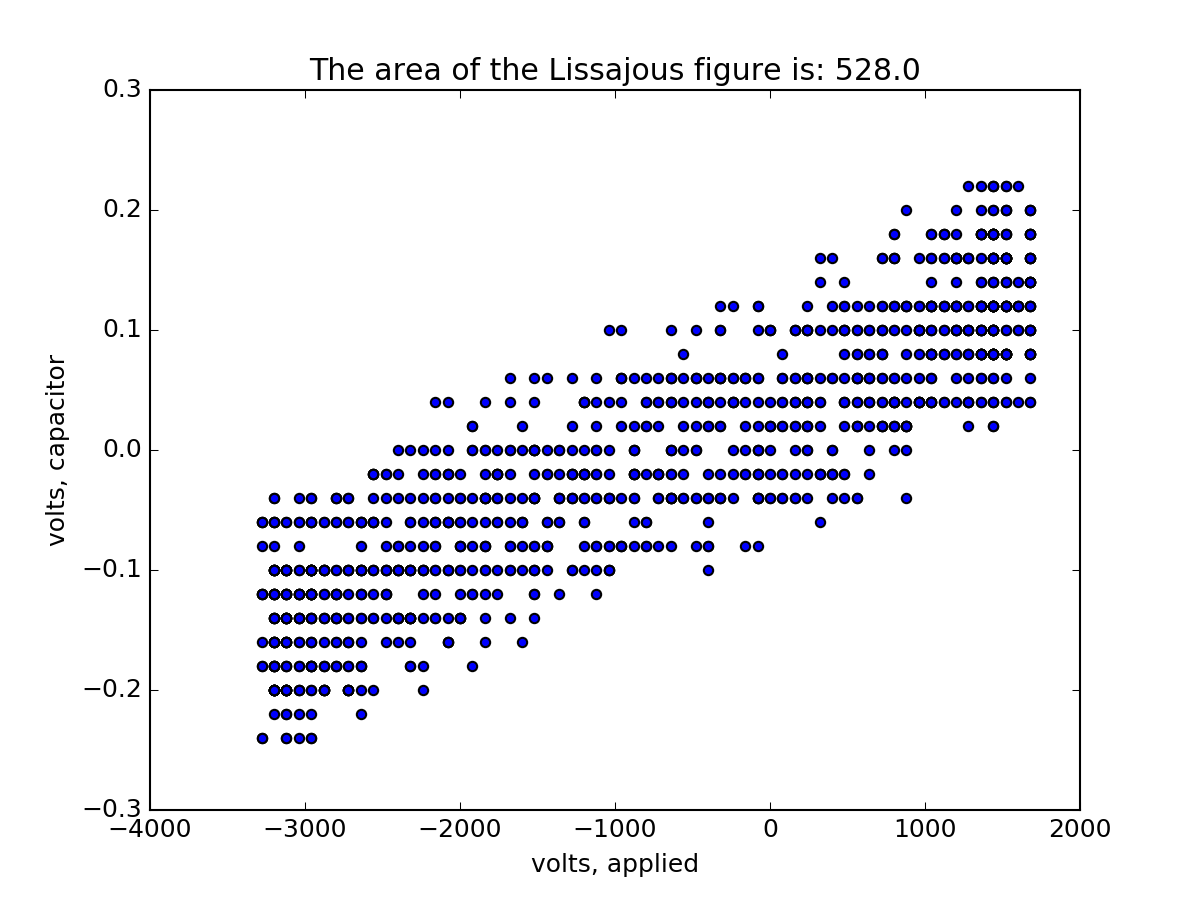 The area of the Lissajous figure is: 528.0
0.3
0.2
0.1
0.0
−0.1
−0.2
−0.3
volts, capacitor
−4000 −3000 −2000 −1000 0 1000 2000
volts, applied